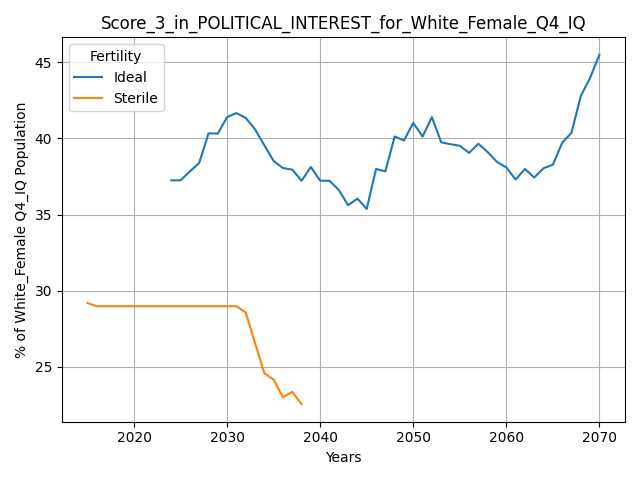 Score_3_in_POLITICAL_INTEREST_for_White_Female_Q4_IQ
Fertility
Ideal
Sterile
% of White_Female Q4_IQ Population
45
40
35
30
25
2020 2030 2040 2050 2060 2070
Years